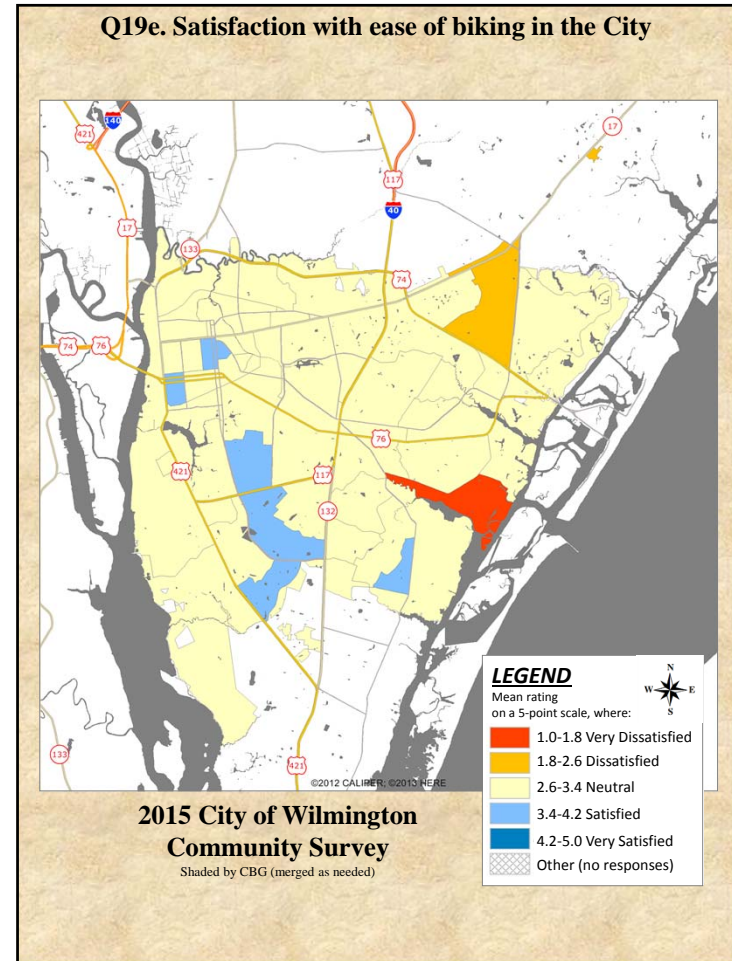 Q19e. Satisfaction with ease of biking in the City
140
421
17
117
17
40
133
74
74
76
76
421
117
132
133
421
©2012 CALIPER; ©2013 HERE
LEGEND
Mean rating
on a 5-point scale, where:
N
W E
S
1.0-1.8 Very Dissatisfied
1.8-2.6 Dissatisfied
2.6-3.4 Neutral
3.4-4.2 Satisfied
4.2-5.0 Very Satisfied
Other (no responses)
2015 City of Wilmington
Community Survey
Shaded by CBG (merged as needed)